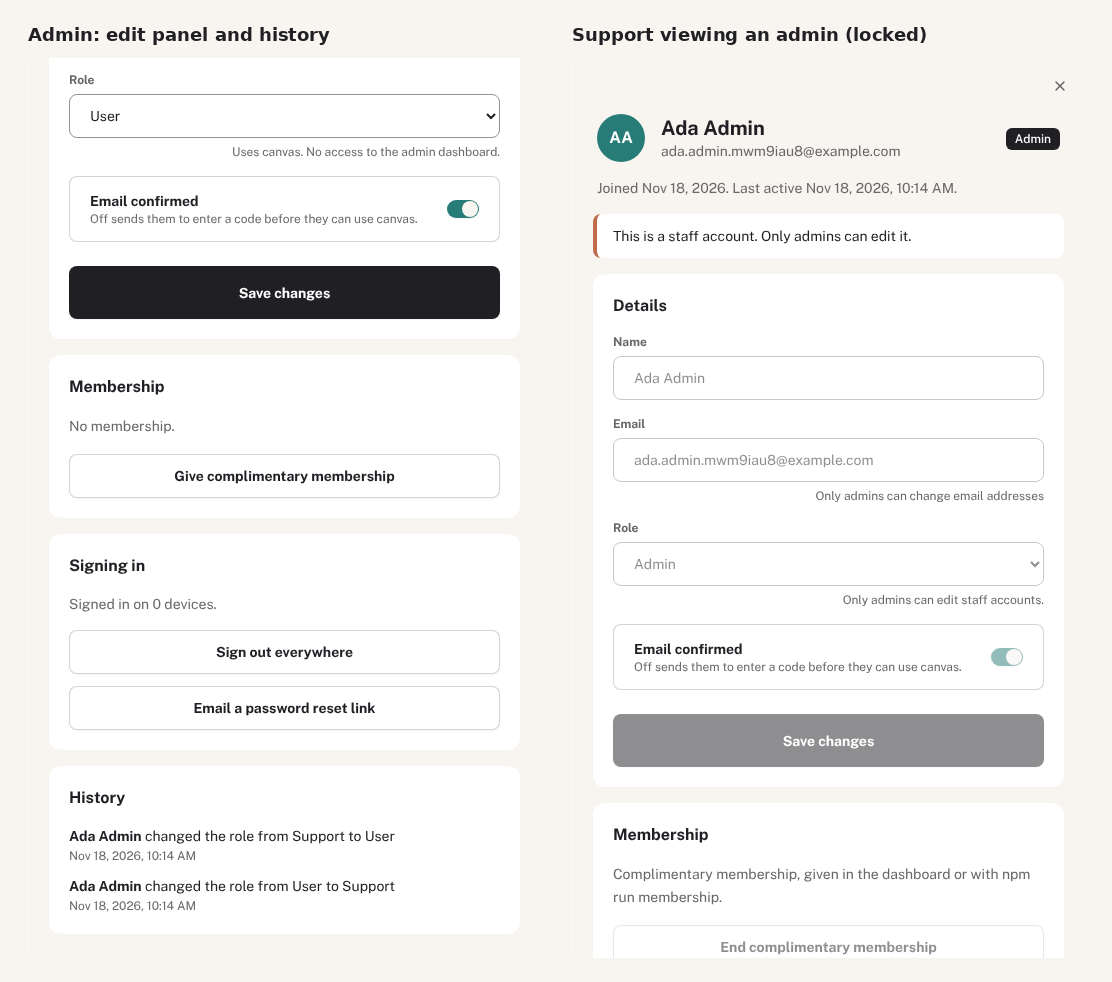 Admin: edit panel and history
Role
User
Uses canvas. No access to the admin dashboard.
Email confirmed
Off sends them to enter a code before they can use canvas.
Save changes
Membership
No membership.
Give complimentary membership
Signing in
Signed in on 0 devices.
Sign out everywhere
Email a password reset link
History
Ada Admin changed the role from Support to User
Nov 18, 2026, 10:14 AM
Ada Admin changed the role from User to Support
Nov 18, 2026, 10:14 AM
Support viewing an admin (locked)
AA
Ada Admin
ada.admin.mwm9iau8@example.com
Admin
Joined Nov 18, 2026. Last active Nov 18, 2026, 10:14 AM.
This is a staff account. Only admins can edit it.
Details
Name
Ada Admin
Email
ada.admin.mwm9iau8@example.com
Only admins can change email addresses
Role
Admin
Only admins can edit staff accounts.
Email confirmed
Off sends them to enter a code before they can use canvas.
Save changes
Membership
Complimentary membership, given in the dashboard or with npm
run membership.
End complimentary membership